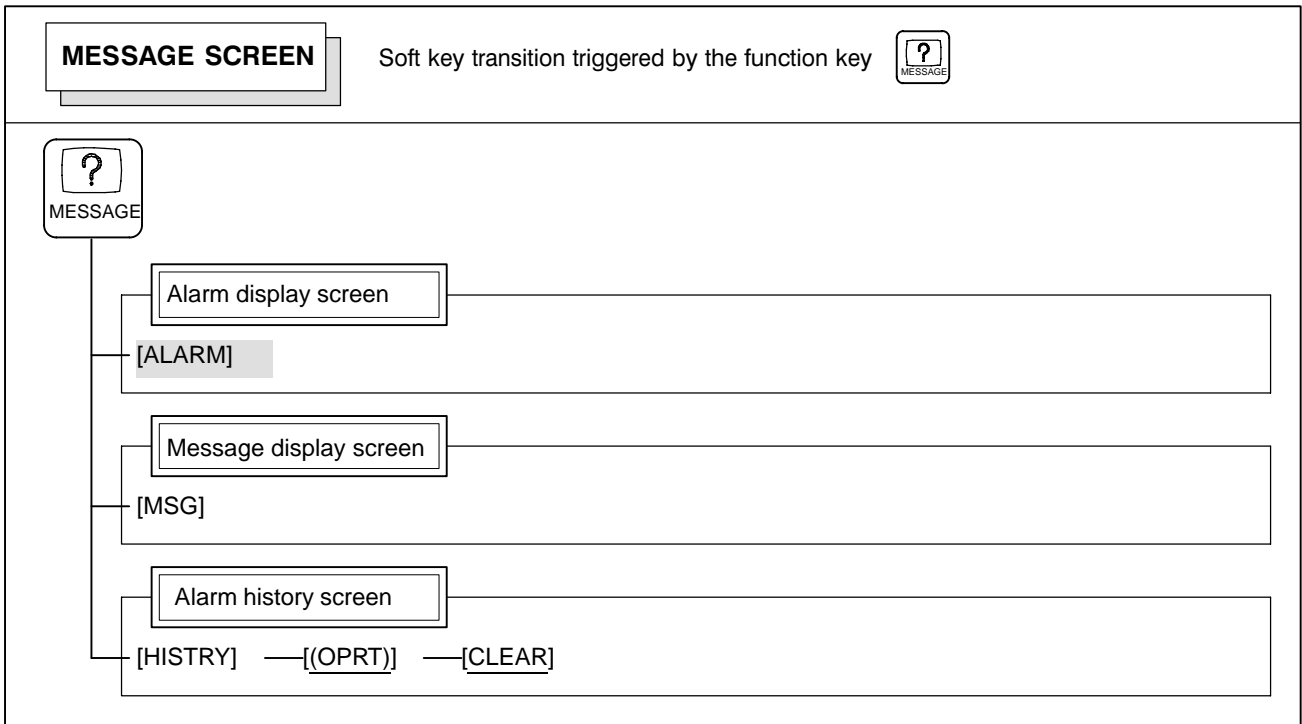 MESSAGE SCREEN
Soft key transition triggered by the function key
? MESSAGE
?
MESSAGE
Alarm display screen
[ALARM]
Message display screen
[MSG]
Alarm history screen
[HISTRY] [(OPRT)] [CLEAR]